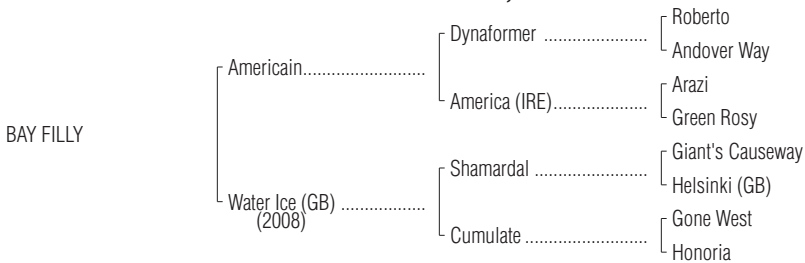 Roberto
Dynaformer ........................
Andover Way
Americain...........................
Arazi
America (IRE).....................
Green Rosy
BAY FILLY
Giant's Causeway
Shamardal ........................
Helsinki (GB)
Water Ice (GB) ..................
(2008)
Gone West
Cumulate ..........................
Honoria